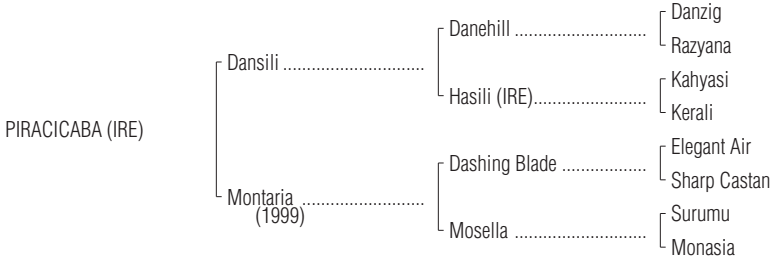 Danzig
Danehill ................................
Razyana
Dansili ..................................
Kahyasi
Hasili (IRE)...........................
Kerali
PIRACICABA (IRE)
Elegant Air
Dashing Blade ....................
Sharp Castan
Montaria .............................
(1999)
Surumu
Mosella ................................
Monasia